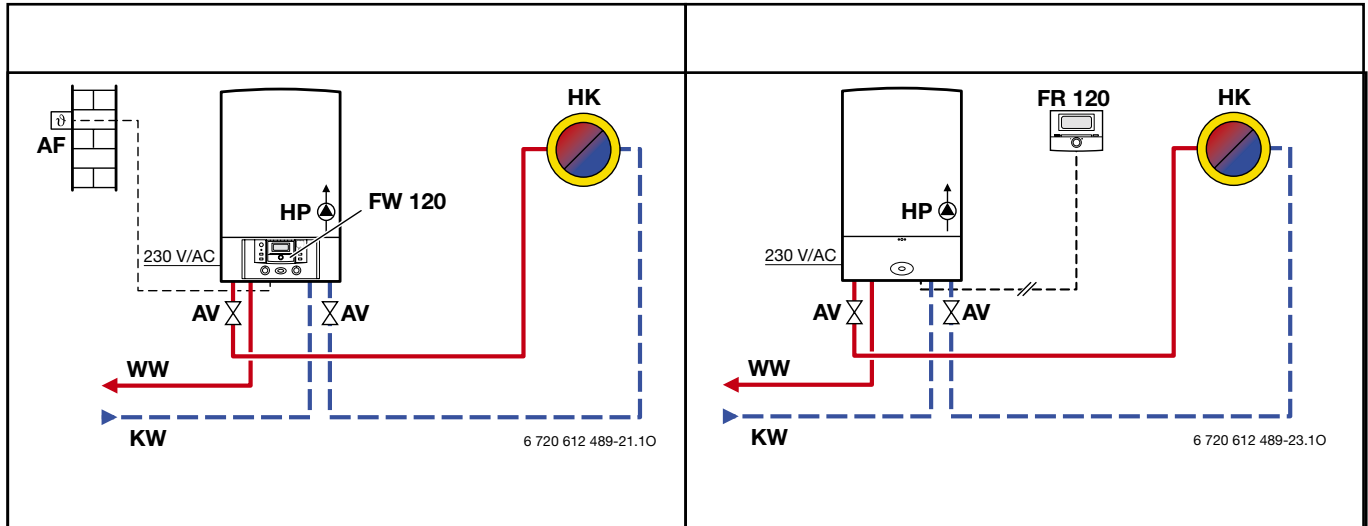 AF
ϑ
HK
HP
FW 120
230 V/AC
AV
AV
WW
KW
6 720 612 489-21.1O
FR 120
HK
HP
230 V/AC
AV
AV
WW
KW
6 720 612 489-23.1O